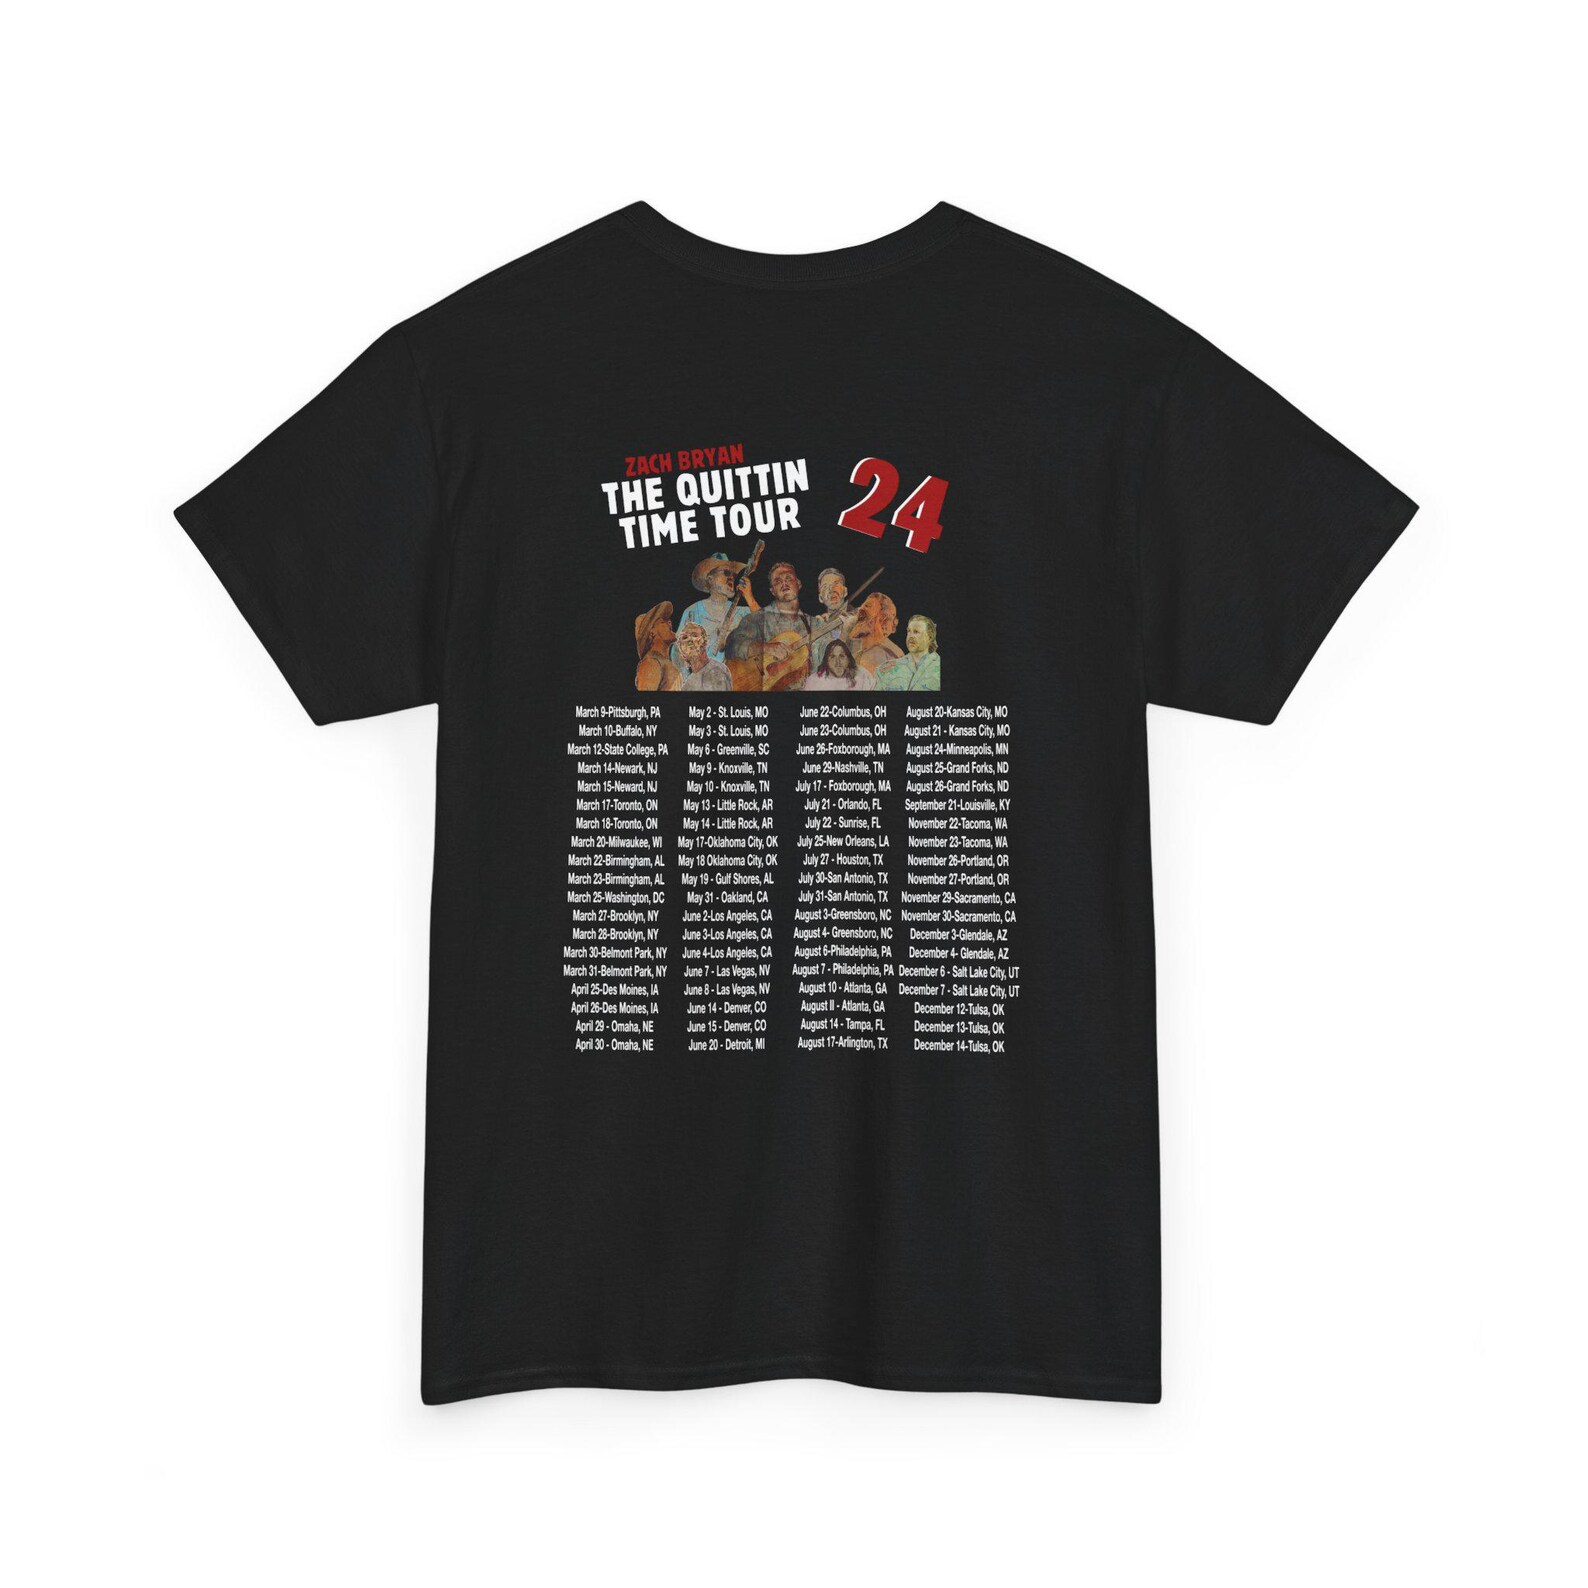 ZACH BRYAN
THE QUITTIN
TIME TOUR
24
March 9-Pittsburgh, PA
March 10-Buffalo, NY
March 12-State College, PA
March 14-Newark, NJ
March 15-Neward, NJ
March 17-Toronto, ON
March 18-Toronto, ON
March 20-Milwaukee, WI
March 22-Birmingham, AL
March 23-Birmingham, AL
March 25-Washington, DC
March 27-Brooklyn, NY
March 28-Brooklyn, NY
March 30-Belmont Park, NY
March 31-Belmont Park, NY
April 25-Des Moines, IA
April 26-Des Moines, IA
April 29 - Omaha, NE
April 30 - Omaha, NE
May 2 - St. Louis, MO
May 3 - St. Louis, MO
May 6 - Greenville, SC
May 9 - Knoxville, TN
May 10 - Knoxville, TN
May 13 - Little Rock, AR
May 14 - Little Rock, AR
May 17-Oklahoma City, OK
May 18 Oklahoma City, OK
May 19 - Gulf Shores, AL
May 31 - Oakland, CA
June 2-Los Angeles, CA
June 3-Los Angeles, CA
June 4-Los Angeles, CA
June 7 - Las Vegas, NV
June 8 - Las Vegas, NV
June 14 - Denver, CO
June 15 - Denver, CO
June 20 - Detroit, MI
June 22-Columbus, OH
June 23-Columbus, OH
June 26-Foxborough, MA
June 29-Nashville, TN
July 17 - Foxborough, MA
July 21 - Orlando, FL
July 22 - Sunrise, FL
July 25-New Orleans, LA
July 27 - Houston, TX
July 30-San Antonio, TX
July 31-San Antonio, TX
August 3-Greensboro, NC
August 4- Greensboro, NC
August 6-Philadelphia, PA
August 7 - Philadelphia, PA
August 10 - Atlanta, GA
August II - Atlanta, GA
August 14 - Tampa, FL
August 17-Arlington, TX
August 20-Kansas City, MO
August 21 - Kansas City, MO
August 24-Minneapolis, MN
August 25-Grand Forks, ND
August 26-Grand Forks, ND
September 21-Louisville, KY
November 22-Tacoma, WA
November 23-Tacoma, WA
November 26-Portland, OR
November 27-Portland, OR
November 29-Sacramento, CA
November 30-Sacramento, CA
December 3-Glendale, AZ
December 4- Glendale, AZ
December 6 - Salt Lake City, UT
December 7 - Salt Lake City, UT
December 12-Tulsa, OK
December 13-Tulsa, OK
December 14-Tulsa, OK